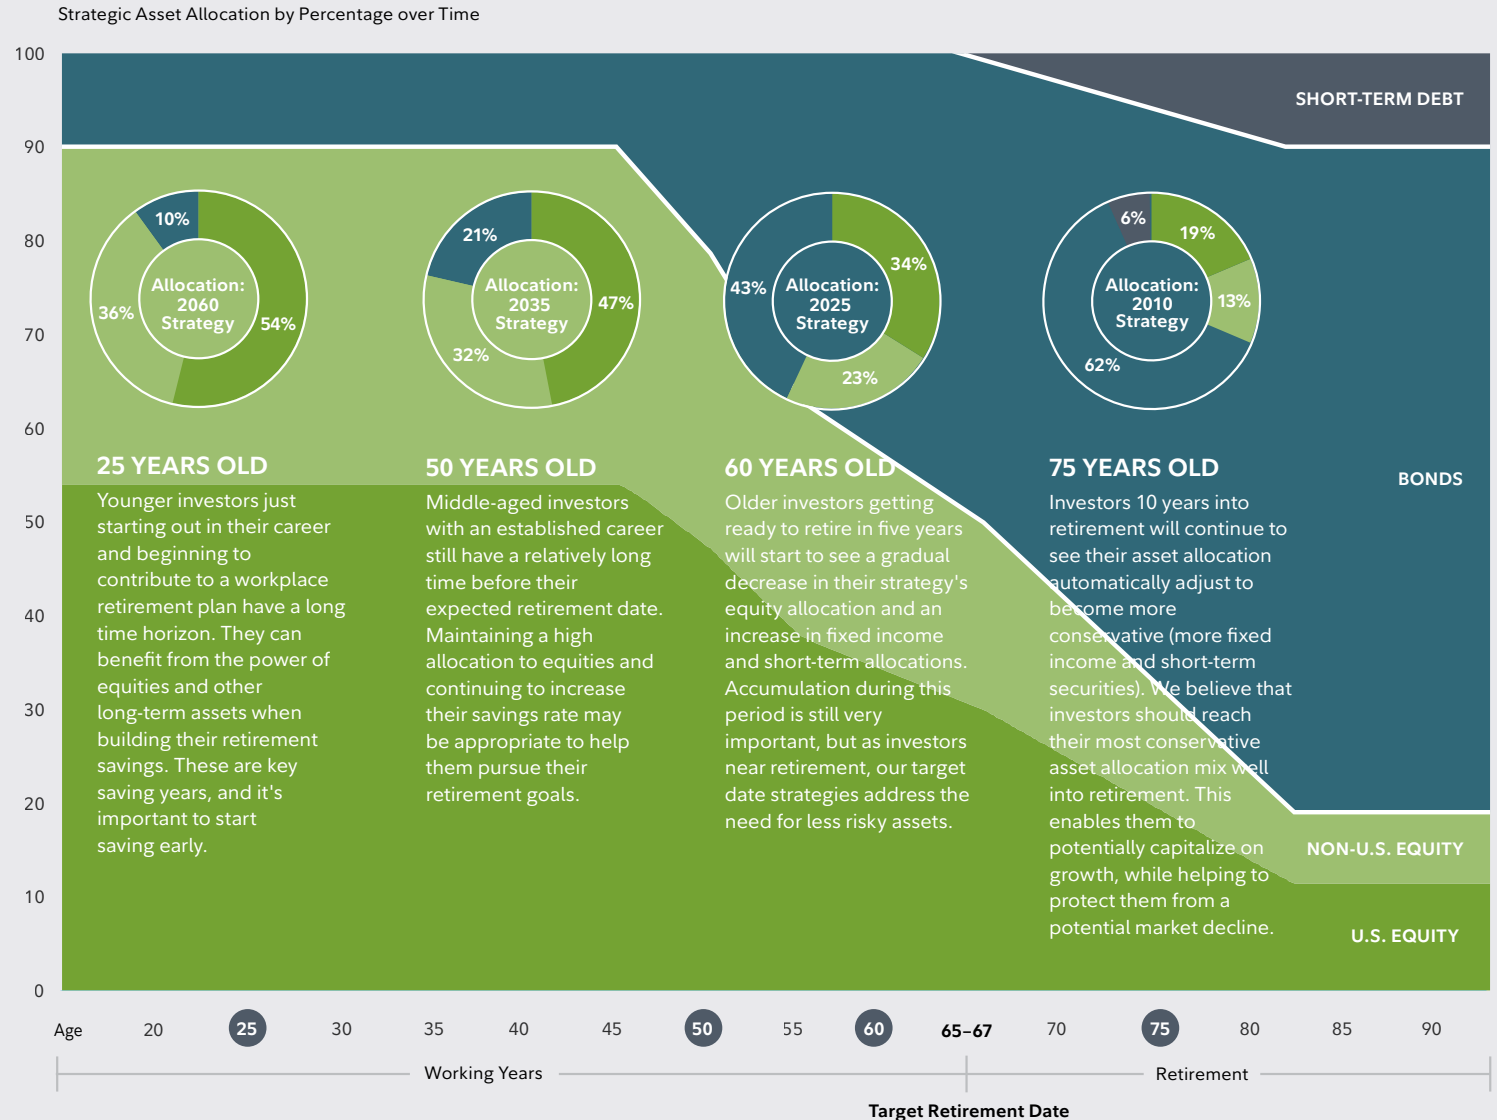 Strategic Asset Allocation by Percentage over Time
100
90
80
70
60
50
40
30
20
10
0
SHORT-TERM DEBT
BONDS
NON-U.S. EQUITY
U.S. EQUITY
10%
36%
54%
Allocation:
2060
Strategy
25 YEARS OLD
Younger investors just
starting out in their career
and beginning to
contribute to a workplace
retirement plan have a long
time horizon. They can
benefit from the power of
equities and other
long-term assets when
building their retirement
savings. These are key
saving years, and it's
important to start
saving early.
21%
47%
32%
Allocation:
2035
Strategy
50 YEARS OLD
Middle-aged investors
with an established career
still have a relatively long
time before their
expected retirement date.
Maintaining a high
allocation to equities and
continuing to increase
their savings rate may
be appropriate to help
them pursue their
retirement goals.
43%
34%
23%
Allocation:
2025
Strategy
60 YEARS OLD
Older investors getting
ready to retire in five years
will start to see a gradual
decrease in their strategy's
equity allocation and an
increase in fixed income
and short-term allocations.
Accumulation during this
period is still very
important, but as investors
near retirement, our target
date strategies address the
need for less risky assets.
6%
19%
13%
62%
Allocation:
2010
Strategy
75 YEARS OLD
Investors 10 years into
retirement will continue to
see their asset allocation
automatically adjust to
become more
conservative (more fixed
income and short-term
securities). We believe that
investors should reach
their most conservative
asset allocation mix well
into retirement. This
enables them to
potentially capitalize on
growth, while helping to
protect them from a
potential market decline.
Age 20 25 30 35 40 45 50 55 60 65–67 70 75 80 85 90
Working Years
Retirement
Target Retirement Date